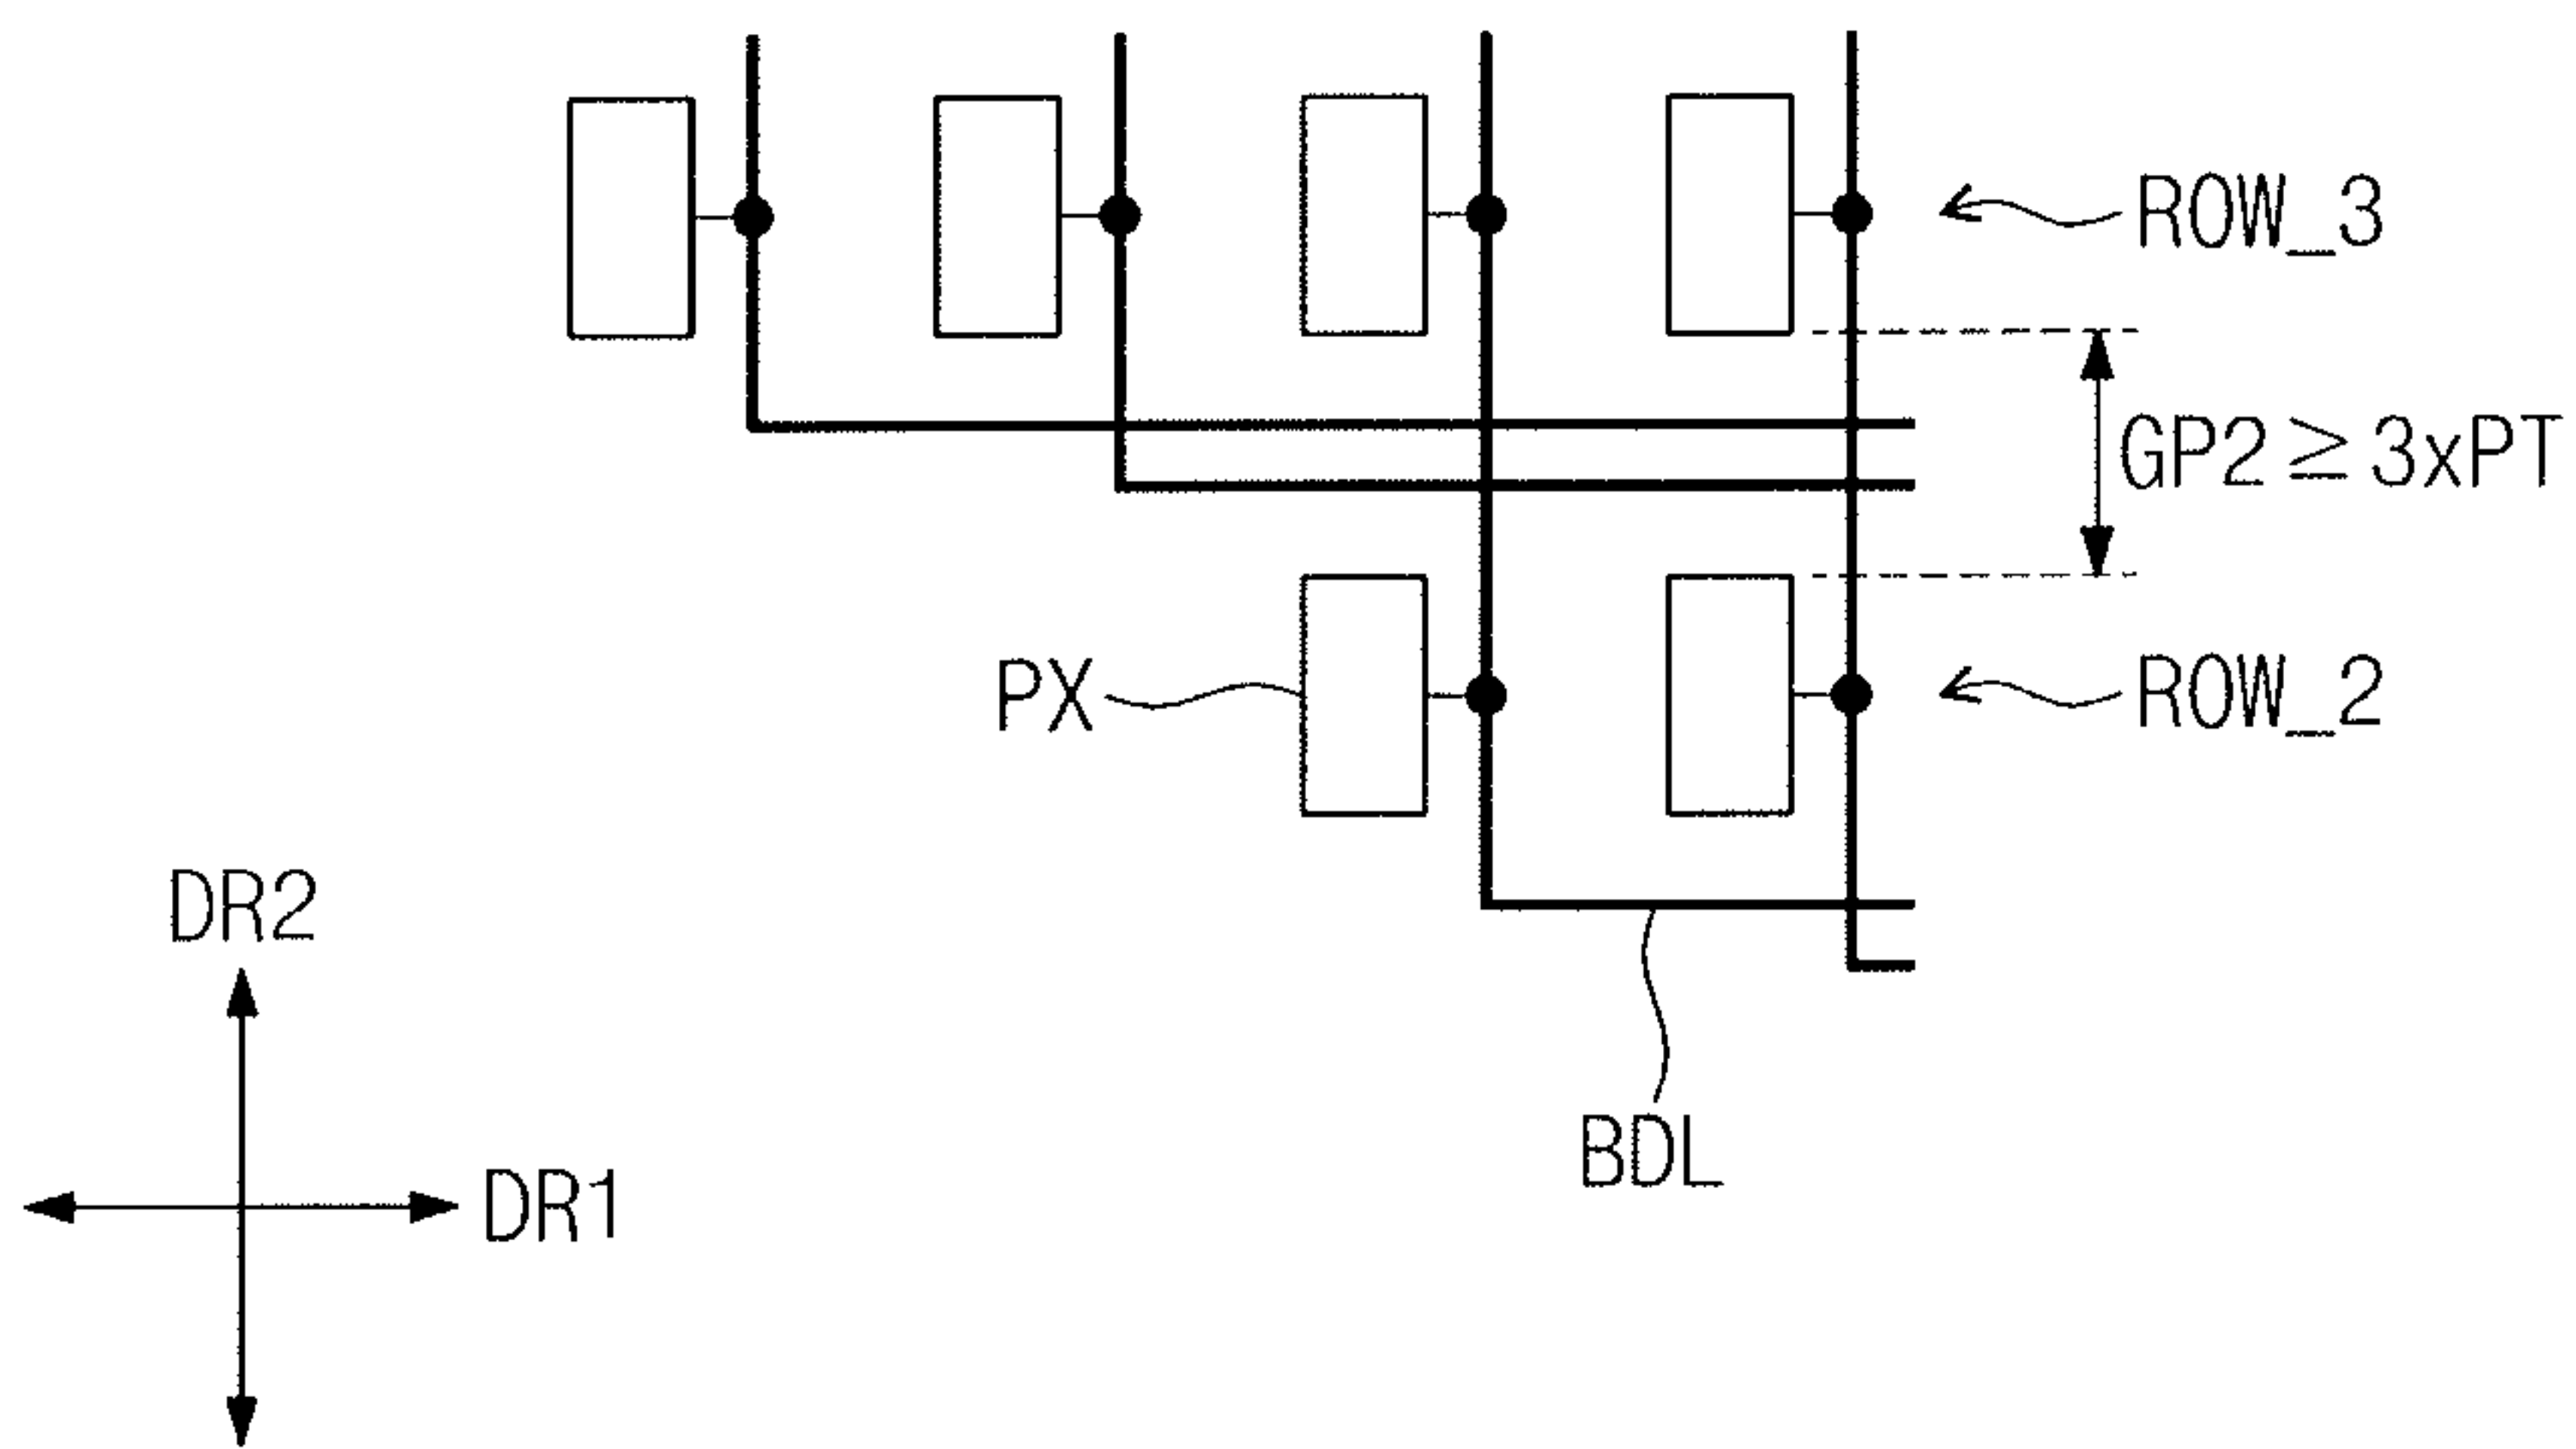 ROW_3
GP2 ≧ 3xPT
PX
ROW_2
DR2
BDL
DR1